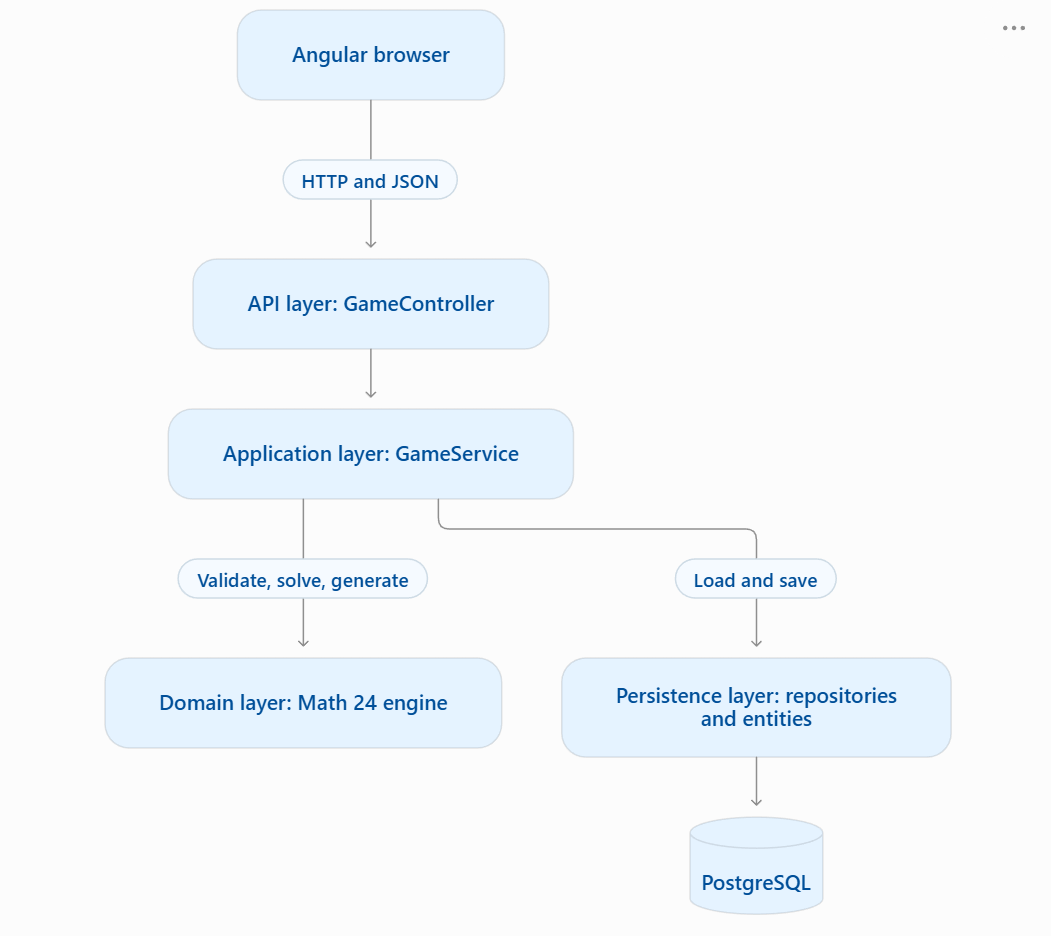 Angular browser
HTTP and JSON
API layer: GameController
Application layer: GameService
Validate, solve, generate
Load and save
Domain layer: Math 24 engine
Persistence layer: repositories
and entities
PostgreSQL